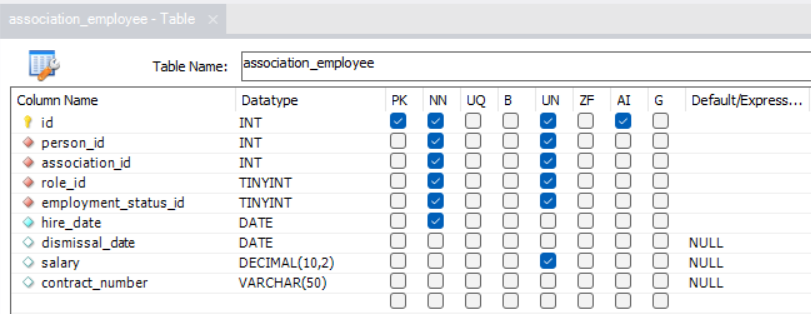 association_employee - Table ×
Table Name: association_employee
Column Name Datatype PK NN UQ B UN ZF AI G Default/Express...
id INT
person_id INT
association_id INT
role_id TINYINT
employment_status_id TINYINT
hire_date DATE
dismissal_date DATE NULL
salary DECIMAL(10,2) NULL
contract_number VARCHAR(50) NULL